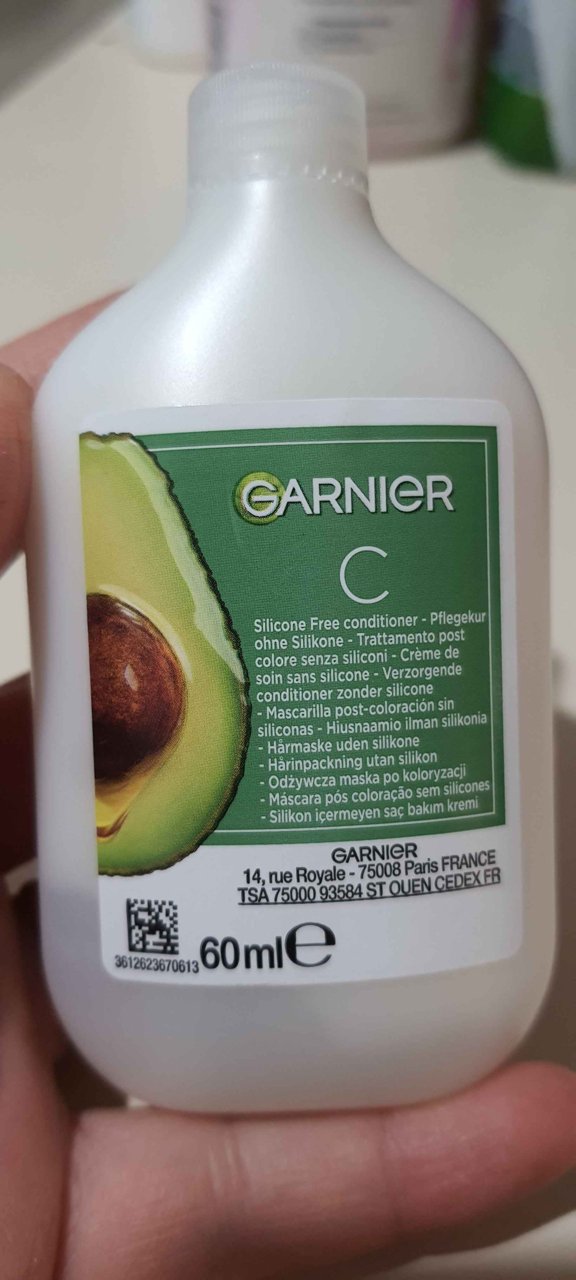 GARNIER
C
Silicone Free conditioner - Pflegekur
ohne Silikone - Trattamento post
colore senza siliconi - Crème de
soin sans silicone - Verzorgende
conditioner zonder silicone
- Mascarilla post-coloración sin
siliconas - Hiusnaamio ilman silikonia
- Hårmaske uden silikone
- Hårinpackning utan silikon
- Odżywcza maska po koloryzacji
- Máscara pós coloração sem silicones
- Silikon içermeyen saç bakım kremi
GARNIER
14, rue Royale - 75008 Paris FRANCE
TSA 75000 93584 ST OUEN CEDEX FR
3612623670613
60ml e